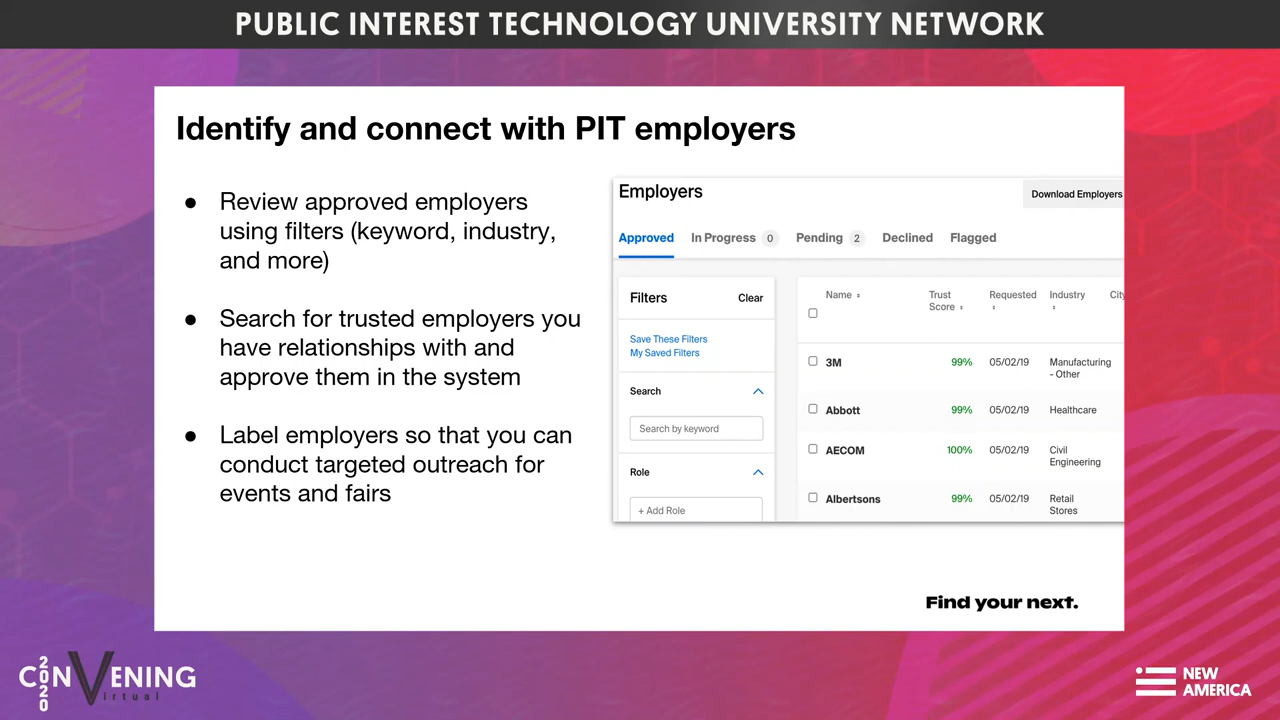 PUBLIC INTEREST TECHNOLOGY UNIVERSITY NETWORK
Identify and connect with PIT employers
● Review approved employers
using filters (keyword, industry,
and more)
● Search for trusted employers you
have relationships with and
approve them in the system
● Label employers so that you can
conduct targeted outreach for
events and fairs
Employers
Download Employers
Approved In Progress 0 Pending 2 Declined Flagged
Filters Clear
Save These Filters
My Saved Filters
Search
Search by keyword
Role
+ Add Role
Name Trust Score Requested Industry City
3M 99% 05/02/19 Manufacturing - Other
Abbott 99% 05/02/19 Healthcare
AECOM 100% 05/02/19 Civil Engineering
Albertsons 99% 05/02/19 Retail Stores
Find your next.
2020 CONVENING
Virtual
NEW
AMERICA